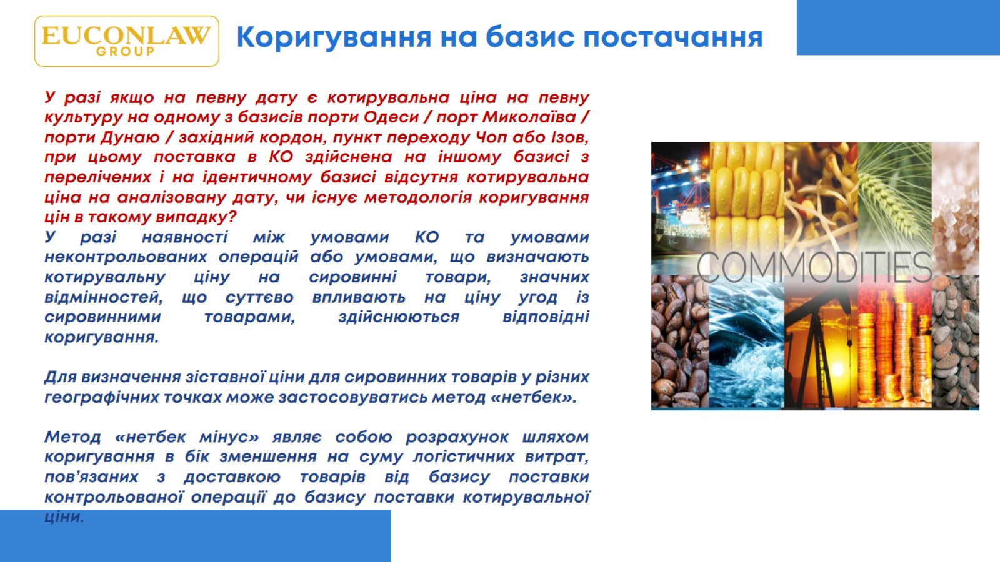 EUCONLAW
GROUP
Коригування на базис постачання
У разі якщо на певну дату є котирувальна ціна на певну
культуру на одному з базисів порти Одеси / порт Миколаїва /
порти Дунаю / західний кордон, пункт переходу Чоп або Ізов,
при цьому поставка в КО здійснена на іншому базисі з
перелічених і на ідентичному базисі відсутня котирувальна
ціна на аналізовану дату, чи існує методологія коригування
цін в такому випадку?
У разі наявності між умовами КО та умовами
неконтрольованих операцій або умовами, що визначають
котирувальну ціну на сировинні товари, значних
відмінностей, що суттєво впливають на ціну угод із
сировинними товарами, здійснюються відповідні
коригування.
Для визначення зіставної ціни для сировинних товарів у різних
географічних точках може застосовуватись метод «нетбек».
Метод «нетбек мінус» являє собою розрахунок шляхом
коригування в бік зменшення на суму логістичних витрат,
пов’язаних з доставкою товарів від базису поставки
контрольованої операції до базису поставки котирувальної
ціни.
COMMODITIES